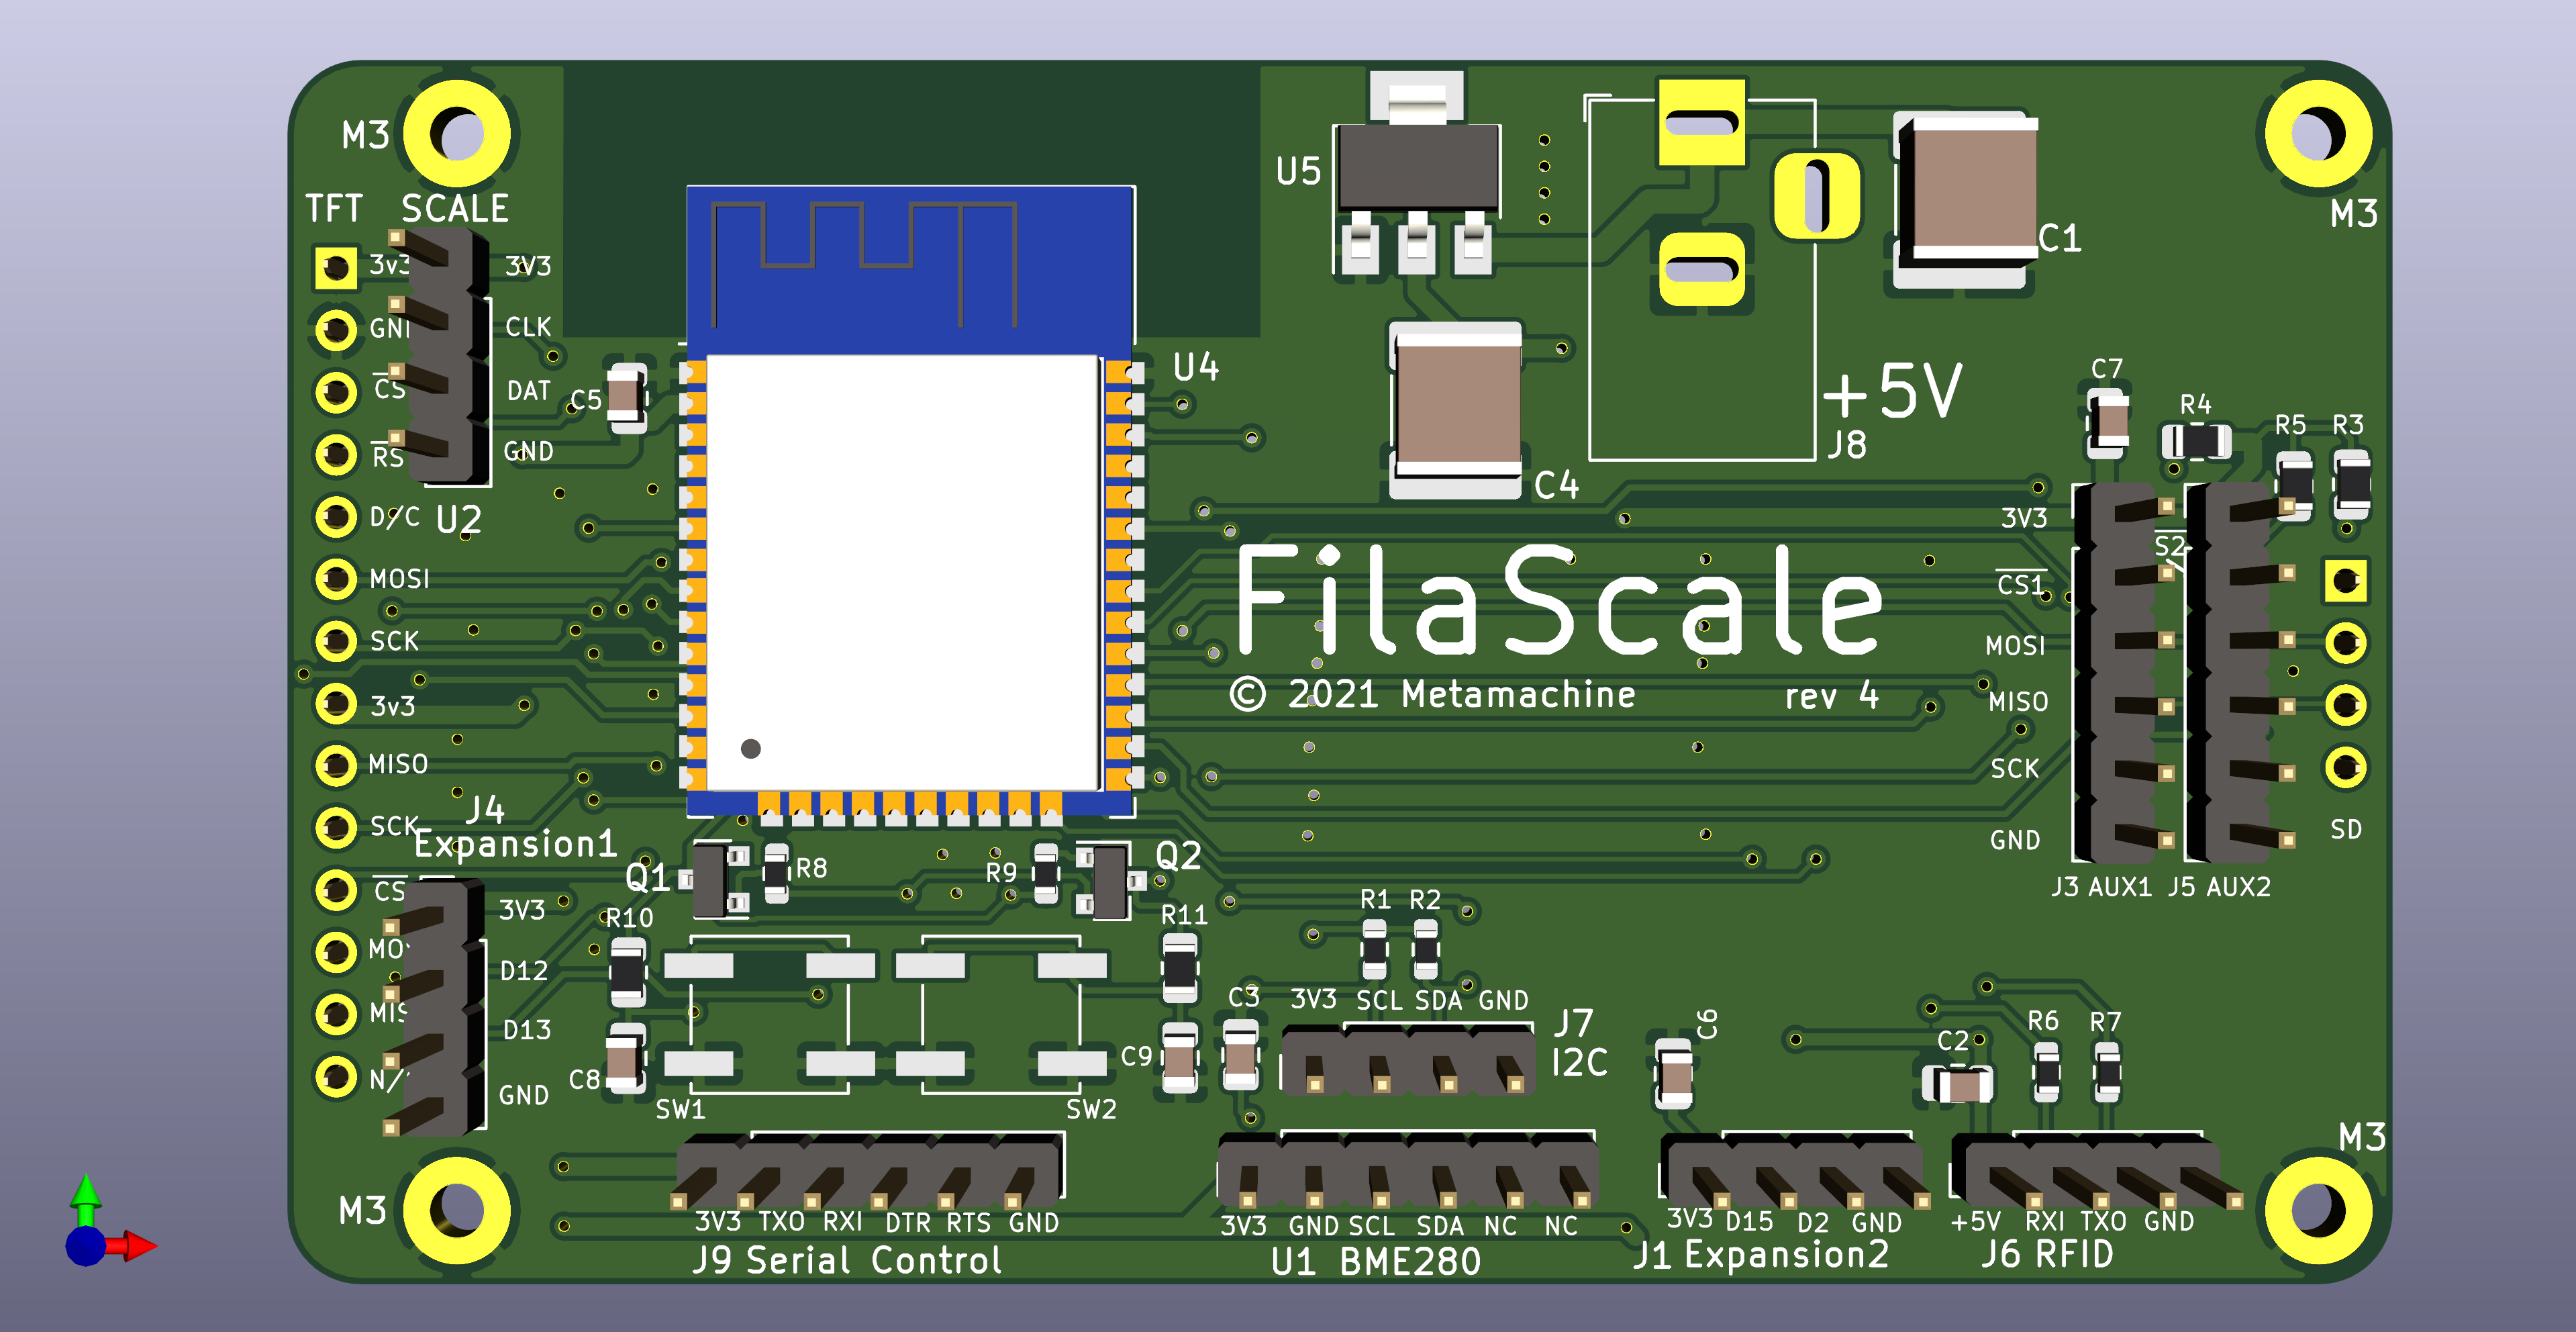 M3
TFT SCALE
3v3
3V3
CLK
CS
DAT
RS
GND
D/C
U2
MOSI
SCK
3v3
MISO
SCK
J4
Expansion1
CS
3V3
D12
D13
GND
M3
C5
U4
U5
J8
+5V
C1
C4
M3
C7
R4
R5
R3
FilaScale
© 2021 Metamachine rev 4
3V3
S2
CS1
MOSI
MISO
SCK
GND
SD
J3 AUX1 J5 AUX2
Q1
R8
R9
Q2
R10
R11
C8
C9
SW1
SW2
R1 R2
C3
3V3 SCL SDA GND
J7
I2C
C6
C2
R6
R7
M3
3V3 TXO RXI DTR RTS GND
J9 Serial Control
3V3 GND SCL SDA NC NC
U1 BME280
3V3 D15 D2 GND
J1 Expansion2
+5V RXI TXO GND
J6 RFID